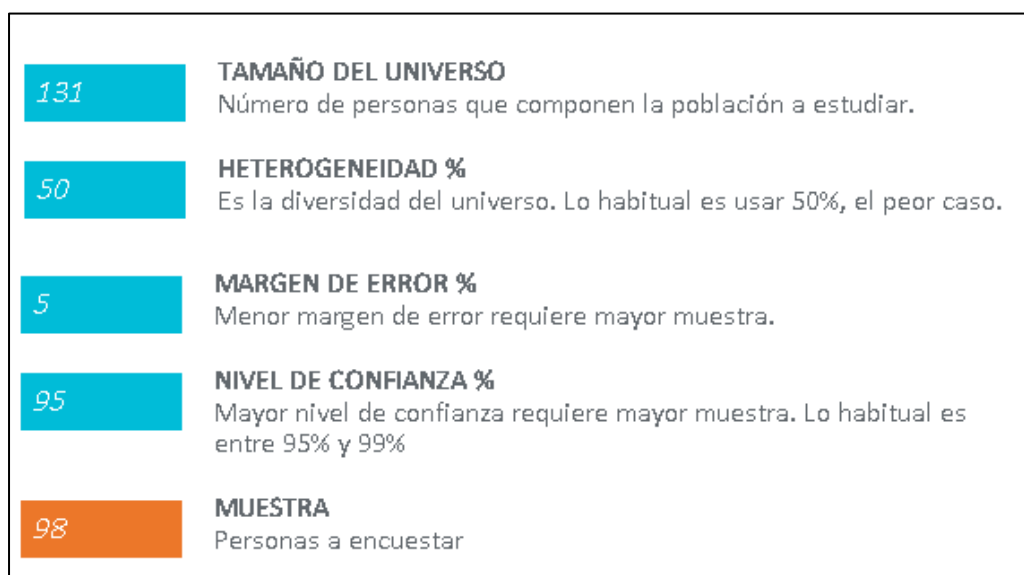 131
TAMAÑO DEL UNIVERSO
Número de personas que componen la población a estudiar.
50
HETEROGENEIDAD %
Es la diversidad del universo. Lo habitual es usar 50%, el peor caso.
5
MARGEN DE ERROR %
Menor margen de error requiere mayor muestra.
95
NIVEL DE CONFIANZA %
Mayor nivel de confianza requiere mayor muestra. Lo habitual es
entre 95% y 99%
98
MUESTRA
Personas a encuestar